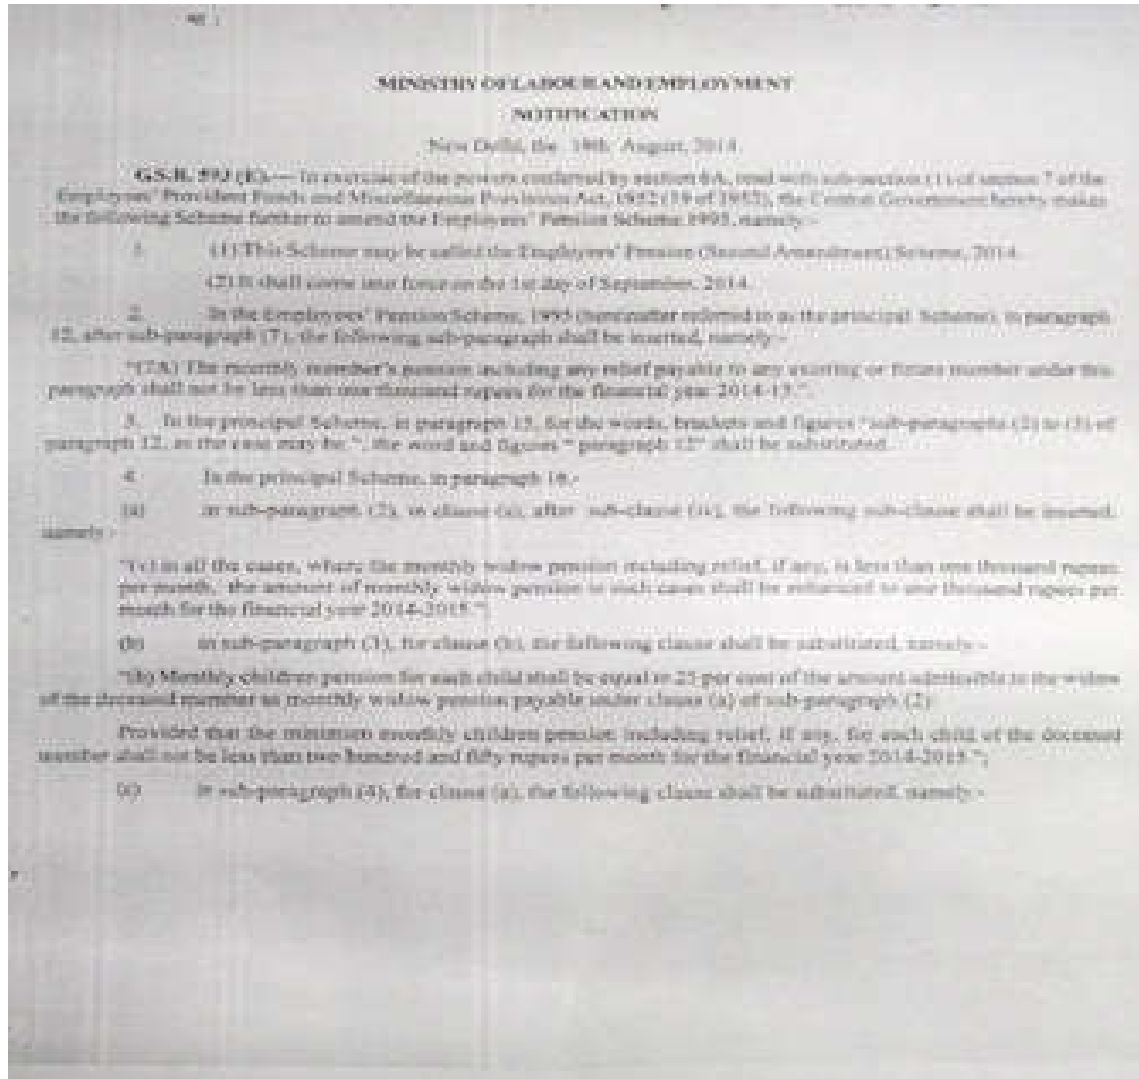 MINISTRY OF LABOUR AND EMPLOYMENT
NOTIFICATION
New Delhi, the 19th August, 2014
G.S.R. 593 (E).— In exercise of the powers conferred by section 6A, read with sub-section (1) of section 7 of the
Employees' Provident Funds and Miscellaneous Provisions Act, 1952 (19 of 1952), the Central Government hereby makes
the following Scheme further to amend the Employees' Pension Scheme 1995, namely:-
1. (1) This Scheme may be called the Employees' Pension (Second Amendment) Scheme, 2014.
(2) It shall come into force on the 1st day of September, 2014.
2. In the Employees' Pension Scheme, 1995 (hereinafter referred to as the principal Scheme), in paragraph
12, after sub-paragraph (7), the following sub-paragraph shall be inserted, namely:-
"(7A) The monthly member's pension including any relief payable to any existing or future member under this
paragraph shall not be less than one thousand rupees for the financial year 2014-15.".
3. In the principal Scheme, in paragraph 15, for the words, brackets and figures "sub-paragraphs (2) to (5) of
paragraph 12, as the case may be.", the word and figures " paragraph 12" shall be substituted.
4. In the principal Scheme, in paragraph 16,-
(a) in sub-paragraph (2), in clause (a), after sub-clause (iv), the following sub-clause shall be inserted,
namely:-
"(v) in all the cases, where the monthly widow pension including relief, if any, is less than one thousand rupees
per month, the amount of monthly widow pension in such cases shall be enhanced to one thousand rupees per
month for the financial year 2014-2015.";
(b) in sub-paragraph (3), for clause (b), the following clause shall be substituted, namely:-
"(b) Monthly children pension for each child shall be equal to 25 per cent of the amount admissible to the widow
of the deceased member as monthly widow pension payable under clause (a) of sub-paragraph (2):
Provided that the minimum monthly children pension including relief, if any, for each child of the deceased
member shall not be less than two hundred and fifty rupees per month for the financial year 2014-2015.";
(c) in sub-paragraph (4), for clause (a), the following clause shall be substituted, namely:-